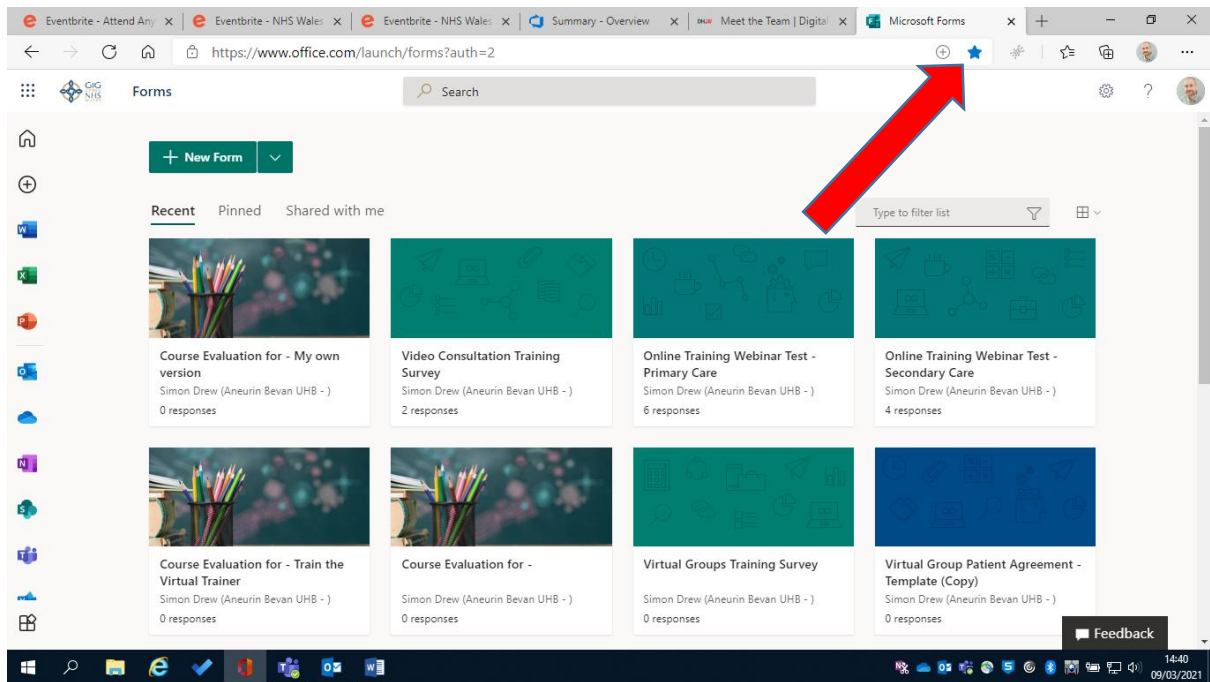 Eventbrite - Attend Any
Eventbrite - NHS Wales
Eventbrite - NHS Wales
Summary - Overview
DHCW Meet the Team | Digital
Microsoft Forms
https://www.office.com/launch/forms?auth=2
GIG
NHS
Forms
Search
?
+ New Form
Recent Pinned Shared with me
Type to filter list
Course Evaluation for - My own
version
Simon Drew (Aneurin Bevan UHB - )
0 responses
Video Consultation Training
Survey
Simon Drew (Aneurin Bevan UHB - )
2 responses
Online Training Webinar Test -
Primary Care
Simon Drew (Aneurin Bevan UHB - )
6 responses
Online Training Webinar Test -
Secondary Care
Simon Drew (Aneurin Bevan UHB - )
4 responses
Course Evaluation for - Train the
Virtual Trainer
Simon Drew (Aneurin Bevan UHB - )
0 responses
Course Evaluation for -
Simon Drew (Aneurin Bevan UHB - )
0 responses
Virtual Groups Training Survey
Simon Drew (Aneurin Bevan UHB - )
0 responses
Virtual Group Patient Agreement -
Template (Copy)
Simon Drew (Aneurin Bevan UHB - )
0 responses
Feedback
14:40
09/03/2021